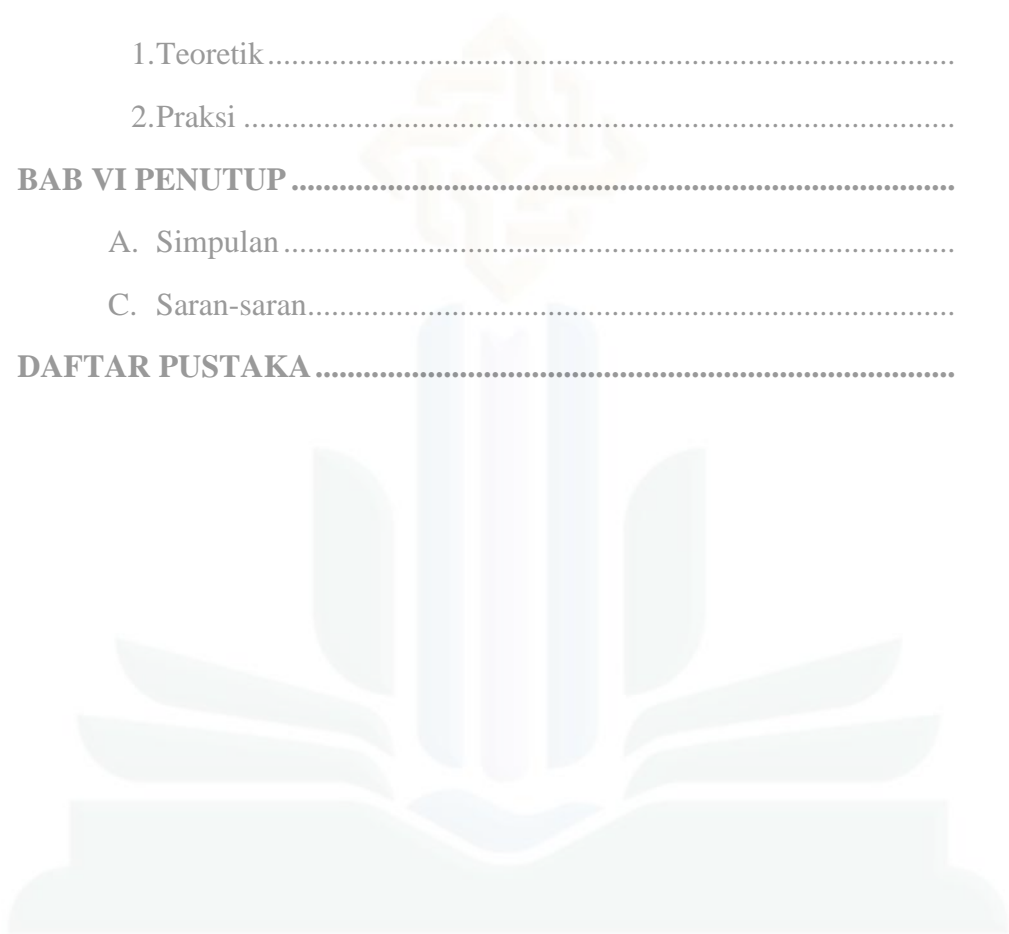 1.Teoretik......................................................................................
2.Praksi .........................................................................................
BAB VI PENUTUP...................................................................................
A. Simpulan....................................................................................
C. Saran-saran.................................................................................
DAFTAR PUSTAKA................................................................................